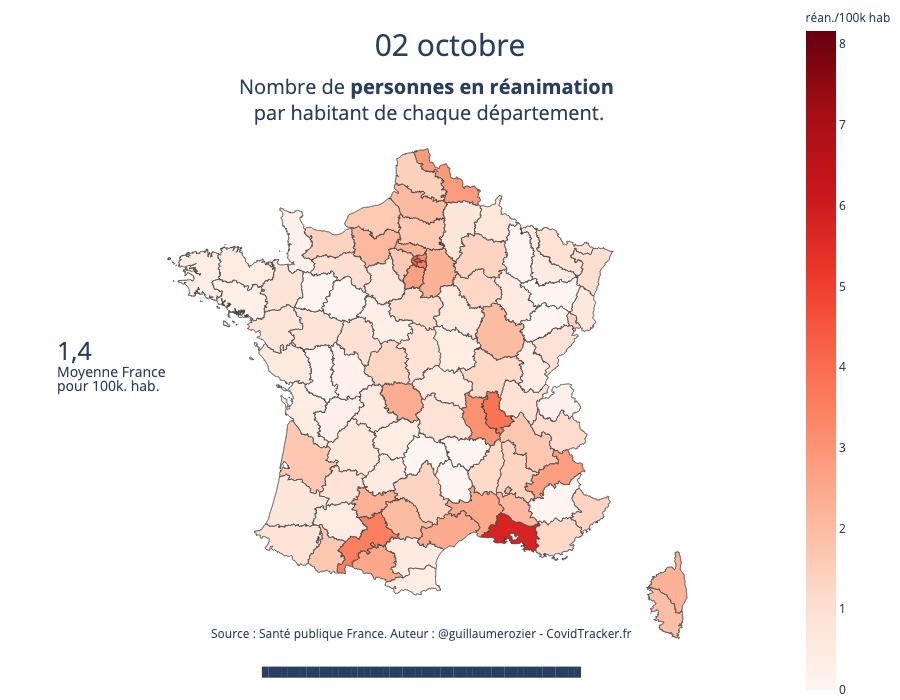 réan./100k hab
02 octobre
Nombre de personnes en réanimation
par habitant de chaque département.
8
7
6
5
4
3
2
1
0
1,4
Moyenne France
pour 100k. hab.
Source : Santé publique France. Auteur : @guillaumerozier - CovidTracker.fr